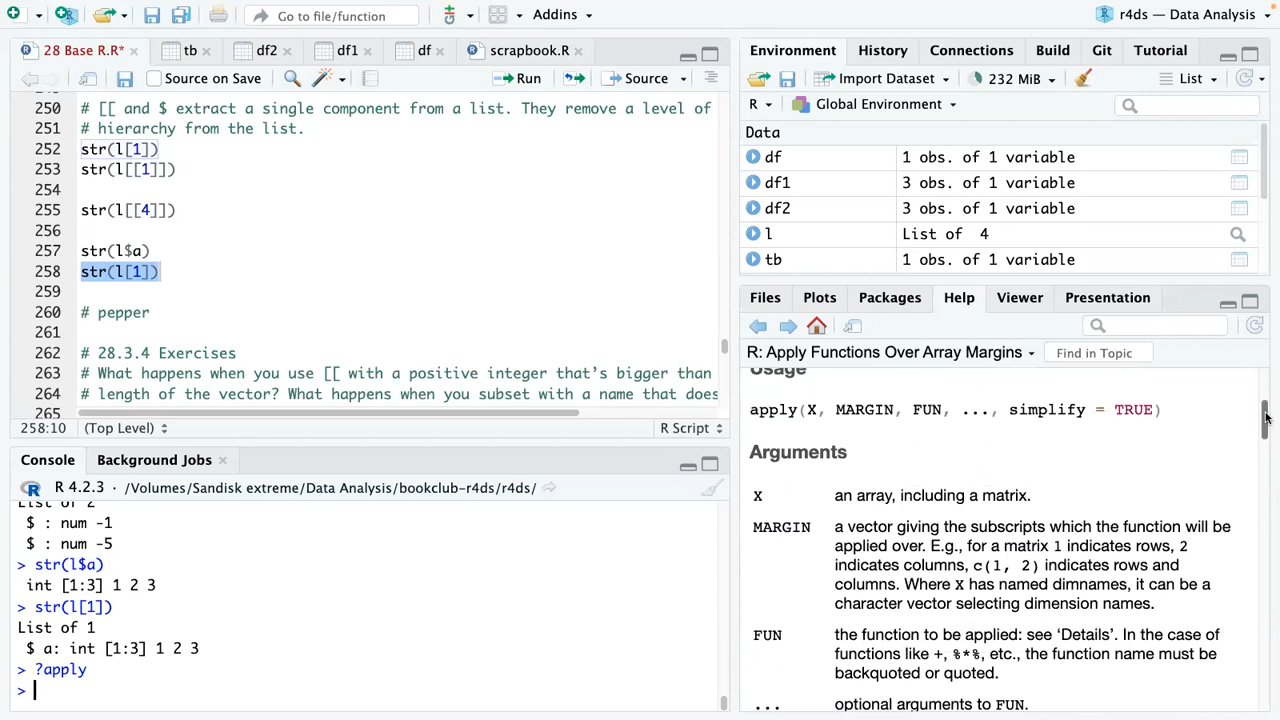 Go to file/function
Addins
r4ds — Data Analysis
28 Base R.R*
tb
df2
df1
df
scrapbook.R
Source on Save
Run
Source
250 # [[ and $ extract a single component from a list. They remove a level of
251 # hierarchy from the list.
252 str(l[1])
253 str(l[[1]])
254
255 str(l[[4]])
256
257 str(l$a)
258 str(l[1])
259
260 # pepper
261
262 # 28.3.4 Exercises
263 # What happens when you use [[ with a positive integer that’s bigger than
264 # length of the vector? What happens when you subset with a name that does
265
258:10 (Top Level) R Script
Console Background Jobs
R 4.2.3 · /Volumes/Sandisk extreme/Data Analysis/bookclub-r4ds/r4ds/
List of 2
$ : num -1
$ : num -5
> str(l$a)
int [1:3] 1 2 3
> str(l[1])
List of 1
$ a: int [1:3] 1 2 3
> ?apply
>
Environment History Connections Build Git Tutorial
Import Dataset 232 MiB List
R Global Environment
Data
df 1 obs. of 1 variable
df1 3 obs. of 1 variable
df2 3 obs. of 1 variable
l List of 4
tb 1 obs. of 1 variable
Files Plots Packages Help Viewer Presentation
R: Apply Functions Over Array Margins Find in Topic
Usage
apply(X, MARGIN, FUN, ..., simplify = TRUE)
Arguments
X an array, including a matrix.
MARGIN a vector giving the subscripts which the function will be
applied over. E.g., for a matrix 1 indicates rows, 2
indicates columns, c(1, 2) indicates rows and
columns. Where X has named dimnames, it can be a
character vector selecting dimension names.
FUN the function to be applied: see ‘Details’. In the case of
functions like +, %*%, etc., the function name must be
backquoted or quoted.
... optional arguments to FUN.